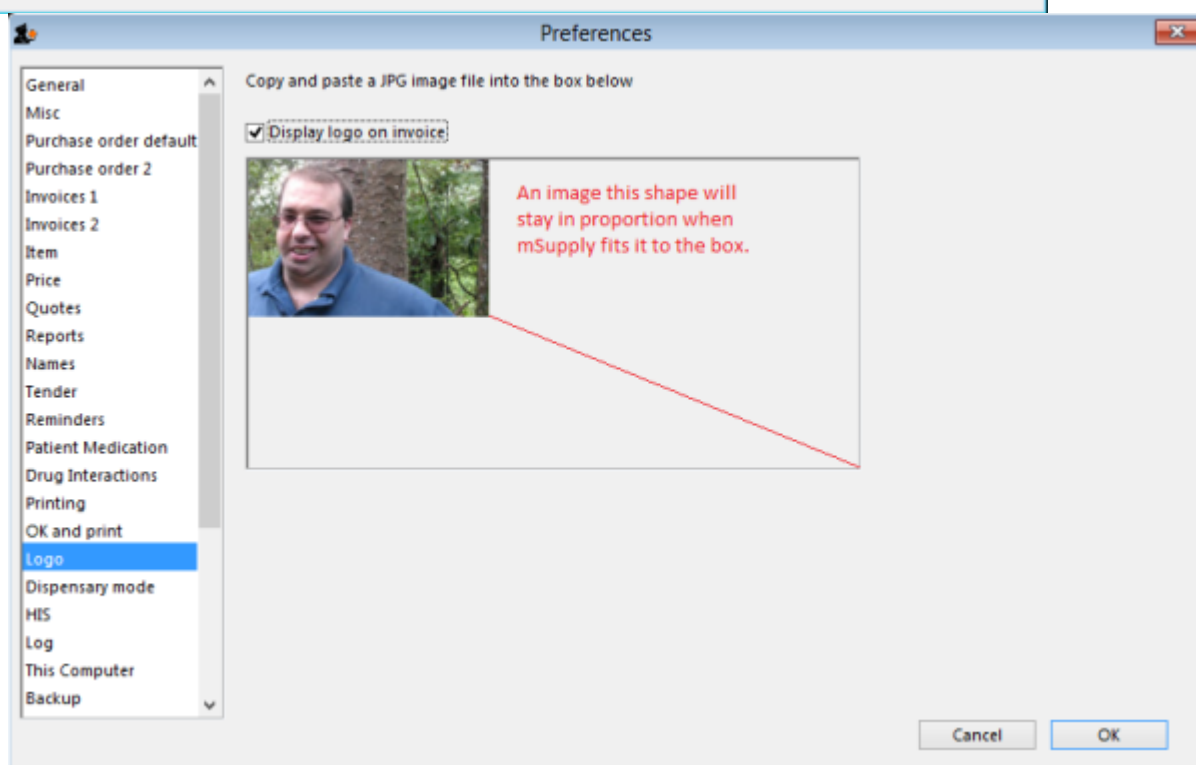 Preferences
General
Misc
Purchase order default
Purchase order 2
Invoices 1
Invoices 2
Item
Price
Quotes
Reports
Names
Tender
Reminders
Patient Medication
Drug Interactions
Printing
OK and print
Logo
Dispensary mode
HIS
Log
This Computer
Backup
Copy and paste a JPG image file into the box below
Display logo on invoice
An image this shape will
stay in proportion when
mSupply fits it to the box.
Cancel
OK